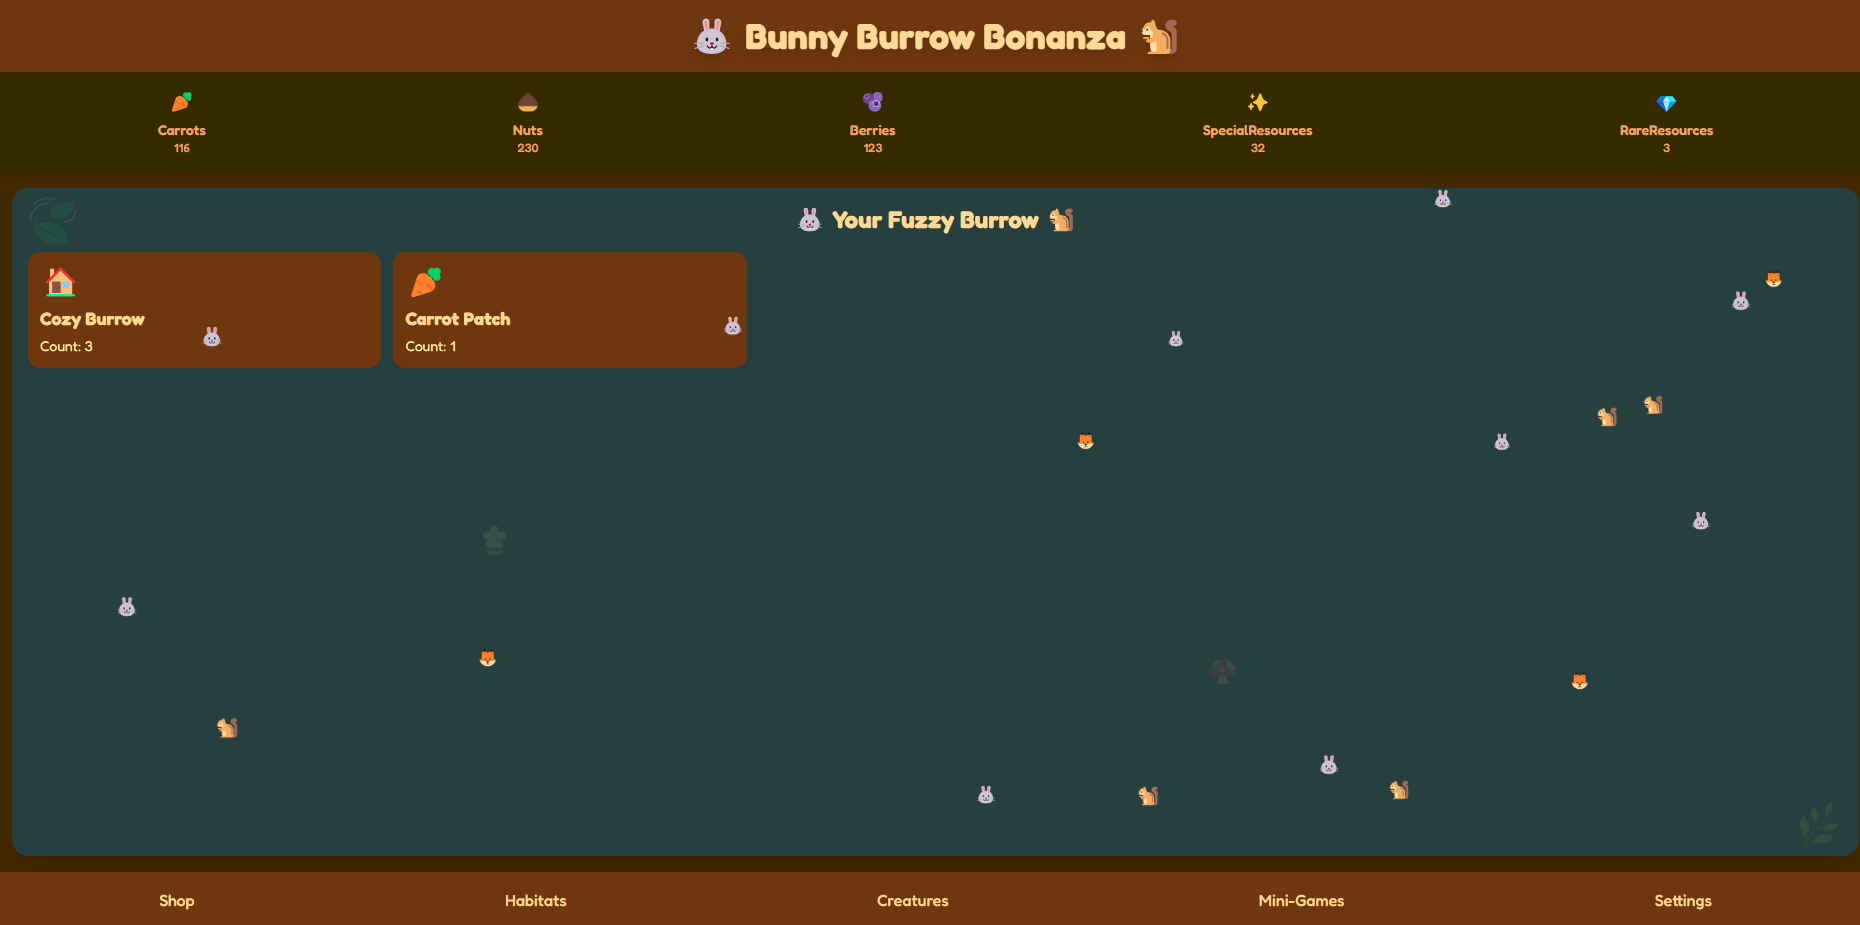 Bunny Burrow Bonanza
Carrots
116
Nuts
230
Berries
123
SpecialResources
32
RareResources
3
Your Fuzzy Burrow
Cozy Burrow
Count: 3
Carrot Patch
Count: 1
Shop
Habitats
Creatures
Mini-Games
Settings